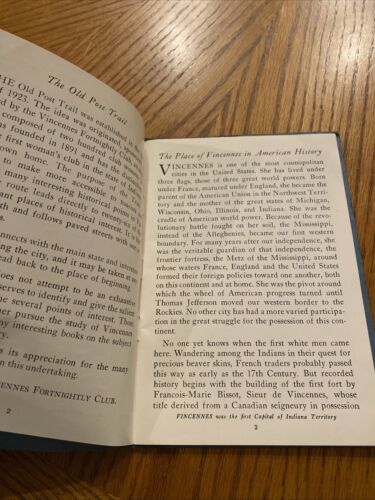 The Old Post Trail
THE Old Post Trail was established in the
of 1923. The idea was originated,
ed by the Vincennes Fortnightly Club,
composed of two hundred club
s founded in 1891 and has the
first woman's club in the state of
own home. The purpose of the
make more accessible, to
nd interesting historical points in
e route leads directly to twenty-
ant places of historical interest. It
th and follows paved streets with
onnects with the main state and interstate
g the city, and it may be taken at any
ead back to the place of beginning.
oes not attempt to be an exhaustive
serves to identify and give the salient
e several points of interest. Those
er pursue the study of Vincennes
y interesting books on the subject
s its appreciation for the many
n this undertaking.
CENNES FORTNIGHTLY CLUB.
2
The Place of Vincennes in American History
VINCENNES is one of the most cosmopolitan
cities in the United States. She has lived under
three flags, those of three great world powers. Born
under France, matured under England, she became the
parent of the American Union in the Northwest Terri-
tory and the mother of the great states of Michigan,
Wisconsin, Ohio, Illinois, and Indiana. She was the
cradle of American world power. Because of the revo-
lutionary battle fought on her soil, the Mississippi,
instead of the Alleghenies, became our first western
boundary. For many years after our independence, she
was the veritable guardian of that independence, the
frontier fortress, the Metz of the Mississippi, around
whose waters France, England and the United States
formed their foreign policies toward one another, both
on this continent and at home. She was the pivot around
which the wheel of American progress turned until
Thomas Jefferson moved our western border to the
Rockies. No other city has had a more varied participa-
tion in the great struggle for the possession of this con-
tinent.
No one yet knows when the first white men came
here. Wandering among the Indians in their quest for
precious beaver skins, French traders probably passed
this way as early as the 17th Century. But recorded
history begins with the building of the first fort by
Francois-Marie Bissot, Sieur de Vincennes, whose
title derived from a Canadian seigneury in possession
VINCENNES was the first Capitol of Indiana Territory
3